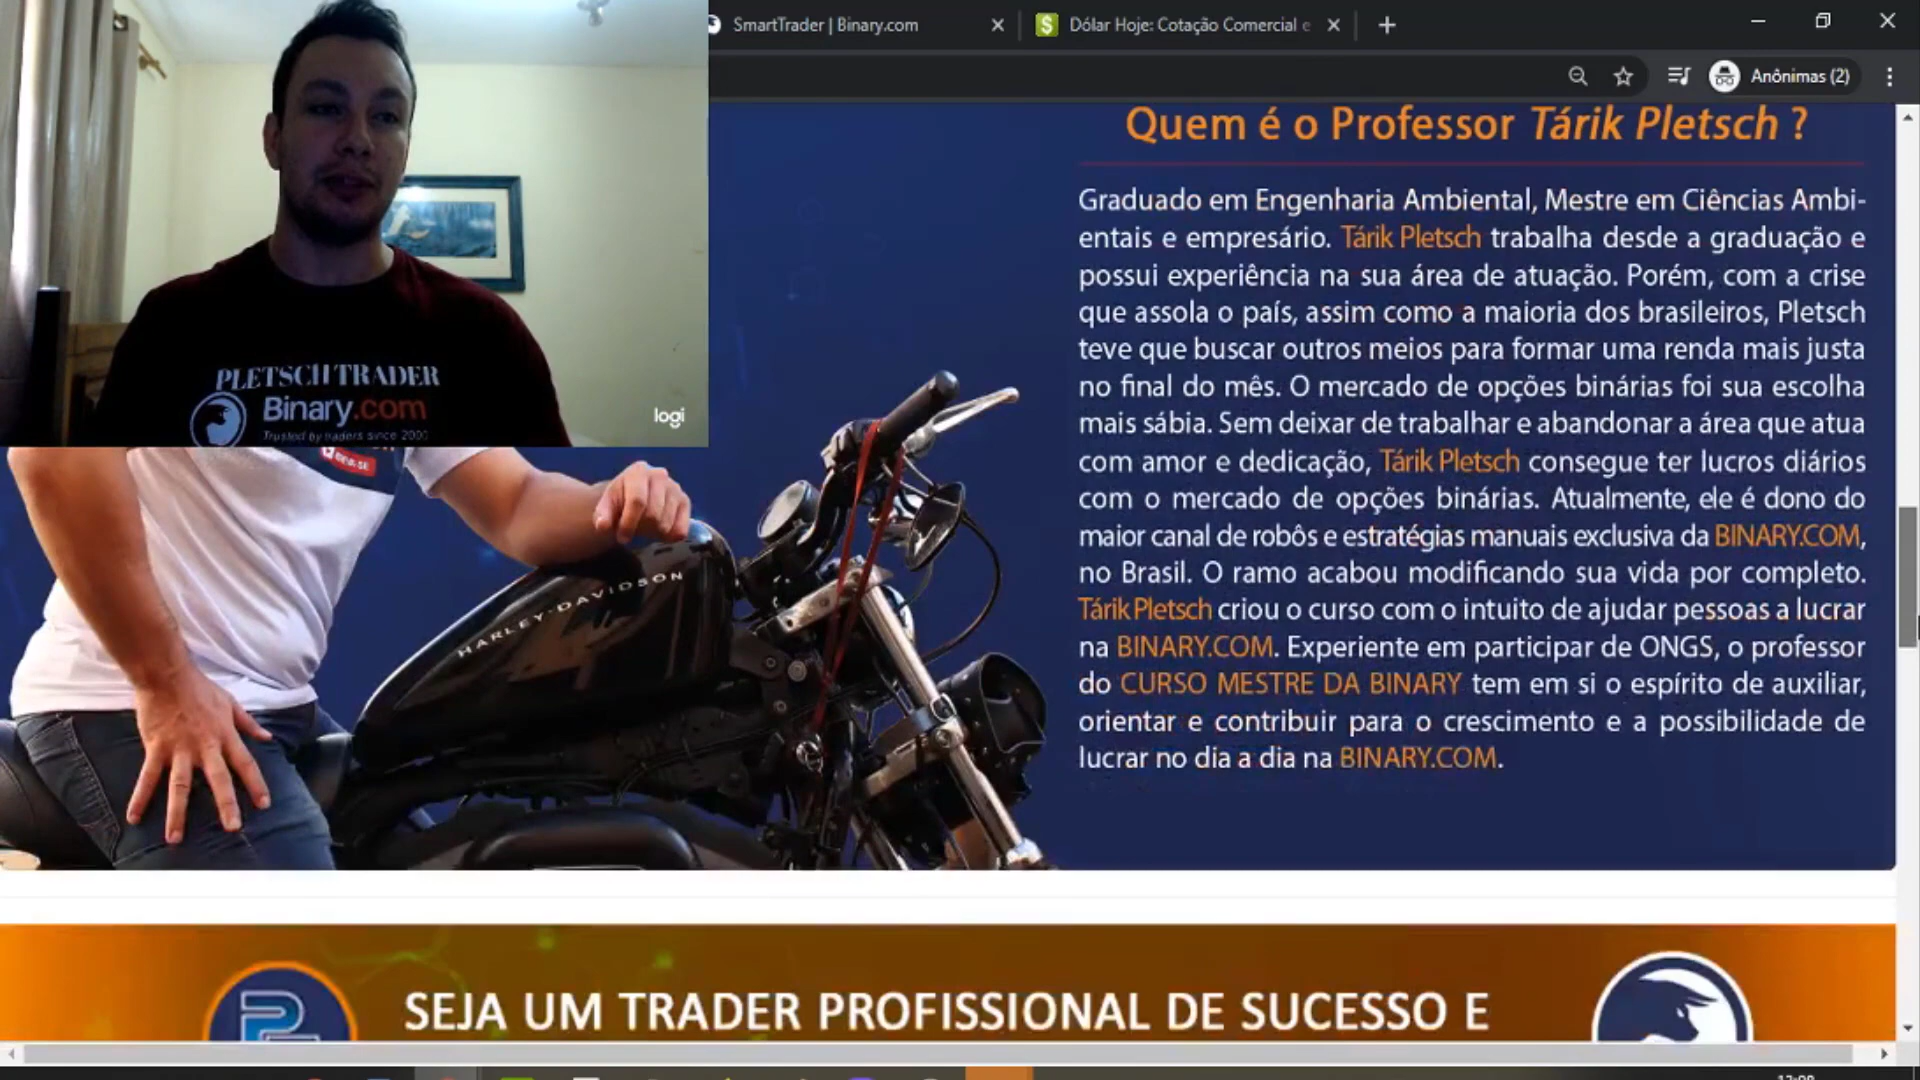 SmartTrader | Binary.com
Dólar Hoje: Cotação Comercial e
Anônimas (2)
Quem é o Professor Tárik Pletsch ?
Graduado em Engenharia Ambiental, Mestre em Ciências Ambi-
entais e empresário. Tárik Pletsch trabalha desde a graduação e
possui experiência na sua área de atuação. Porém, com a crise
que assola o país, assim como a maioria dos brasileiros, Pletsch
teve que buscar outros meios para formar uma renda mais justa
no final do mês. O mercado de opções binárias foi sua escolha
mais sábia. Sem deixar de trabalhar e abandonar a área que atua
com amor e dedicação, Tárik Pletsch consegue ter lucros diários
com o mercado de opções binárias. Atualmente, ele é dono do
maior canal de robôs e estratégias manuais exclusiva da BINARY.COM,
no Brasil. O ramo acabou modificando sua vida por completo.
Tárik Pletsch criou o curso com o intuito de ajudar pessoas a lucrar
na BINARY.COM. Experiente em participar de ONGS, o professor
do CURSO MESTRE DA BINARY tem em si o espírito de auxiliar,
orientar e contribuir para o crescimento e a possibilidade de
lucrar no dia a dia na BINARY.COM.
PLETSCH TRADER
Binary.com
Trusted by traders since 2000
logi
HARLEY-DAVIDSON
SEJA UM TRADER PROFISSIONAL DE SUCESSO E